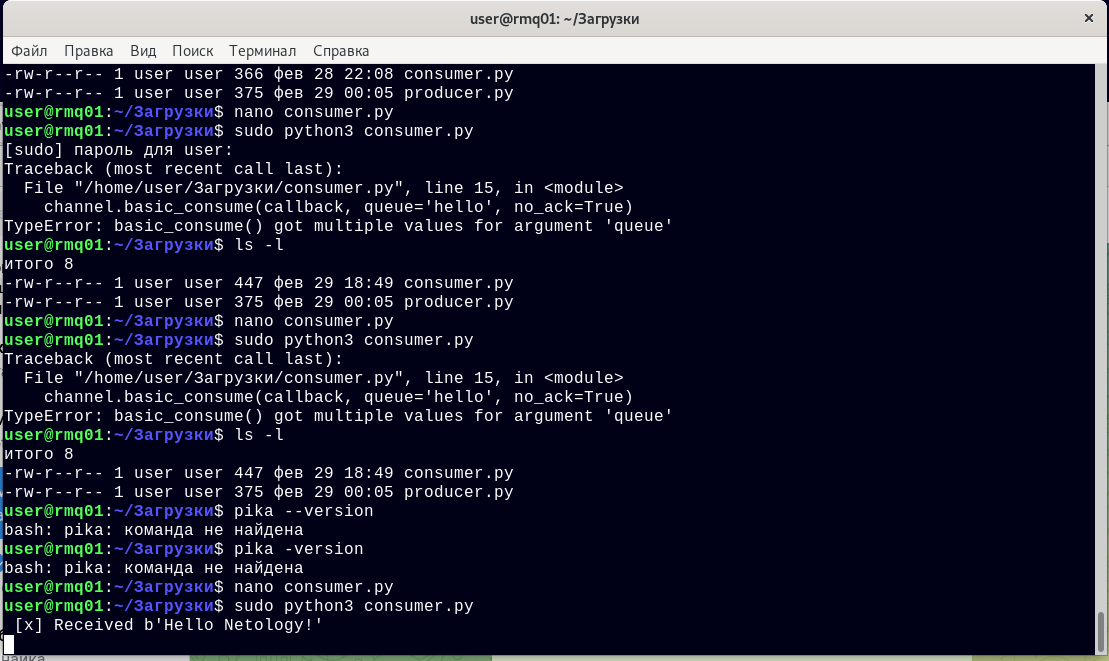 user@rmq01: ~/Загрузки
Файл Правка Вид Поиск Терминал Справка
-rw-r--r-- 1 user user 366 фев 28 22:08 consumer.py
-rw-r--r-- 1 user user 375 фев 29 00:05 producer.py
user@rmq01:~/Загрузки$ nano consumer.py
user@rmq01:~/Загрузки$ sudo python3 consumer.py
[sudo] пароль для user:
Traceback (most recent call last):
  File "/home/user/Загрузки/consumer.py", line 15, in <module>
    channel.basic_consume(callback, queue='hello', no_ack=True)
TypeError: basic_consume() got multiple values for argument 'queue'
user@rmq01:~/Загрузки$ ls -l
итого 8
-rw-r--r-- 1 user user 447 фев 29 18:49 consumer.py
-rw-r--r-- 1 user user 375 фев 29 00:05 producer.py
user@rmq01:~/Загрузки$ nano consumer.py
user@rmq01:~/Загрузки$ sudo python3 consumer.py
Traceback (most recent call last):
  File "/home/user/Загрузки/consumer.py", line 15, in <module>
    channel.basic_consume(callback, queue='hello', no_ack=True)
TypeError: basic_consume() got multiple values for argument 'queue'
user@rmq01:~/Загрузки$ ls -l
итого 8
-rw-r--r-- 1 user user 447 фев 29 18:49 consumer.py
-rw-r--r-- 1 user user 375 фев 29 00:05 producer.py
user@rmq01:~/Загрузки$ pika --version
bash: pika: команда не найдена
user@rmq01:~/Загрузки$ pika -version
bash: pika: команда не найдена
user@rmq01:~/Загрузки$ nano consumer.py
user@rmq01:~/Загрузки$ sudo python3 consumer.py
 [x] Received b'Hello Netology!'